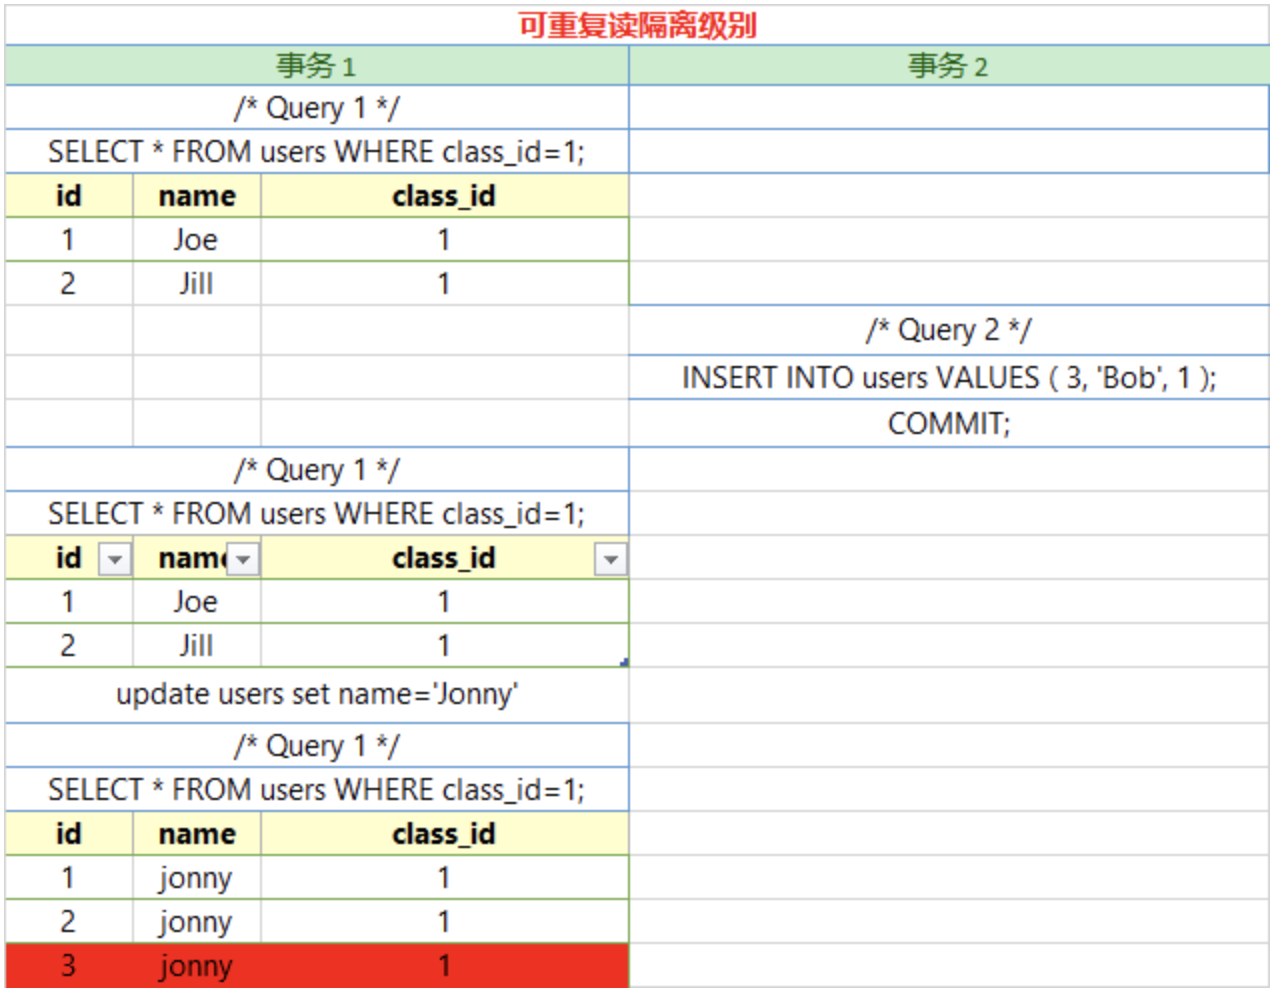 可重复读隔离级别
事务 1 事务 2
/* Query 1 */
SELECT * FROM users WHERE class_id=1;
id name class_id
1 Joe 1
2 Jill 1
/* Query 2 */
INSERT INTO users VALUES ( 3, 'Bob', 1 );
COMMIT;
/* Query 1 */
SELECT * FROM users WHERE class_id=1;
id name class_id
1 Joe 1
2 Jill 1
update users set name='Jonny'
/* Query 1 */
SELECT * FROM users WHERE class_id=1;
id name class_id
1 jonny 1
2 jonny 1
3 jonny 1